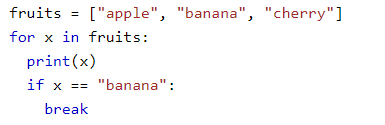 fruits = ["apple", "banana", "cherry"]
for x in fruits:
  print(x)
  if x == "banana":
    break